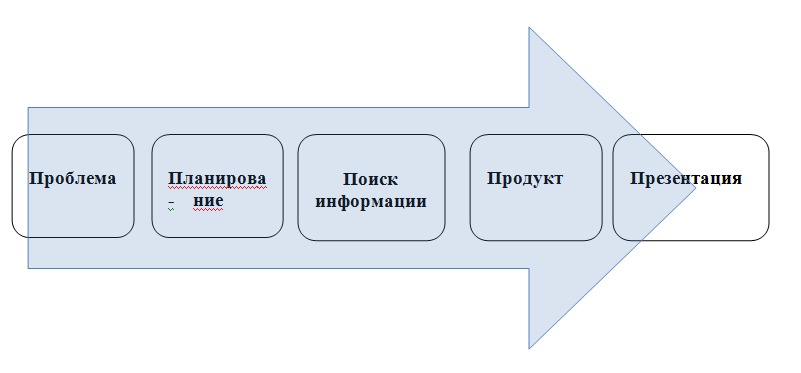 Проблема
Планирова
- ние
Поиск
информации
Продукт
Презентация